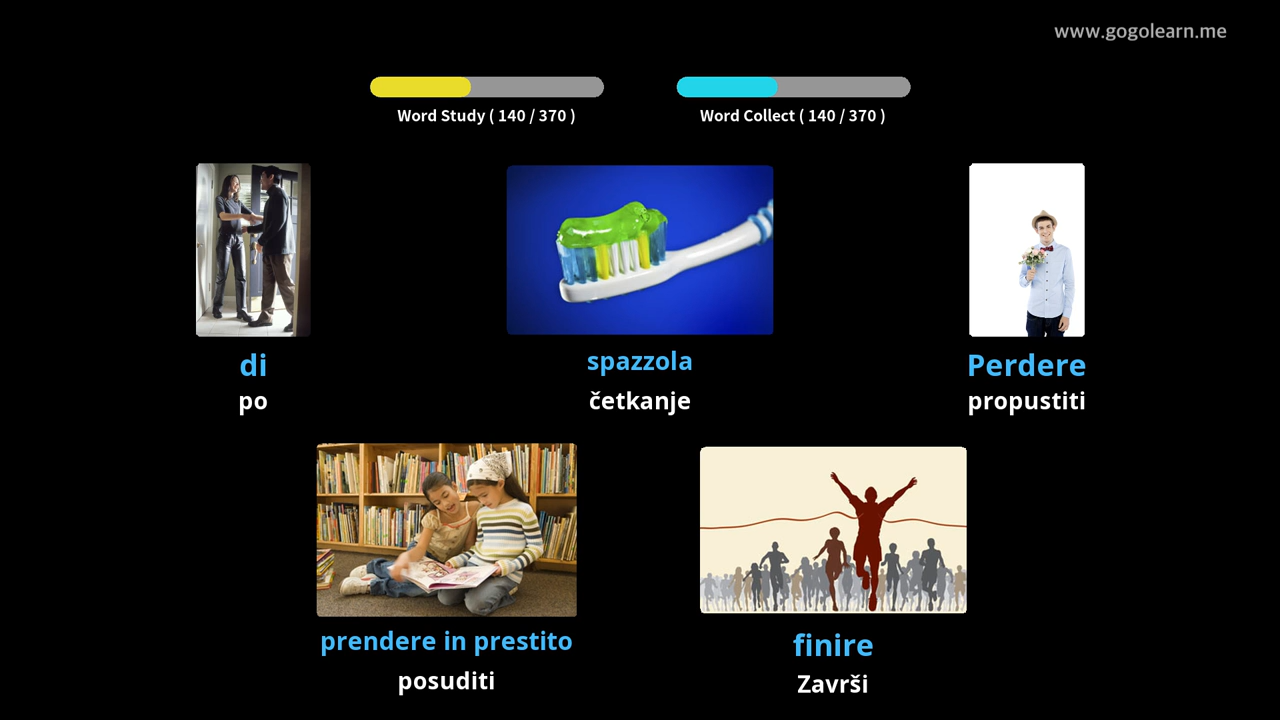 www.gogolearn.me
Word Study ( 140 / 370 )
Word Collect ( 140 / 370 )
di
po
spazzola
četkanje
Perdere
propustiti
prendere in prestito
posuditi
finire
Završi